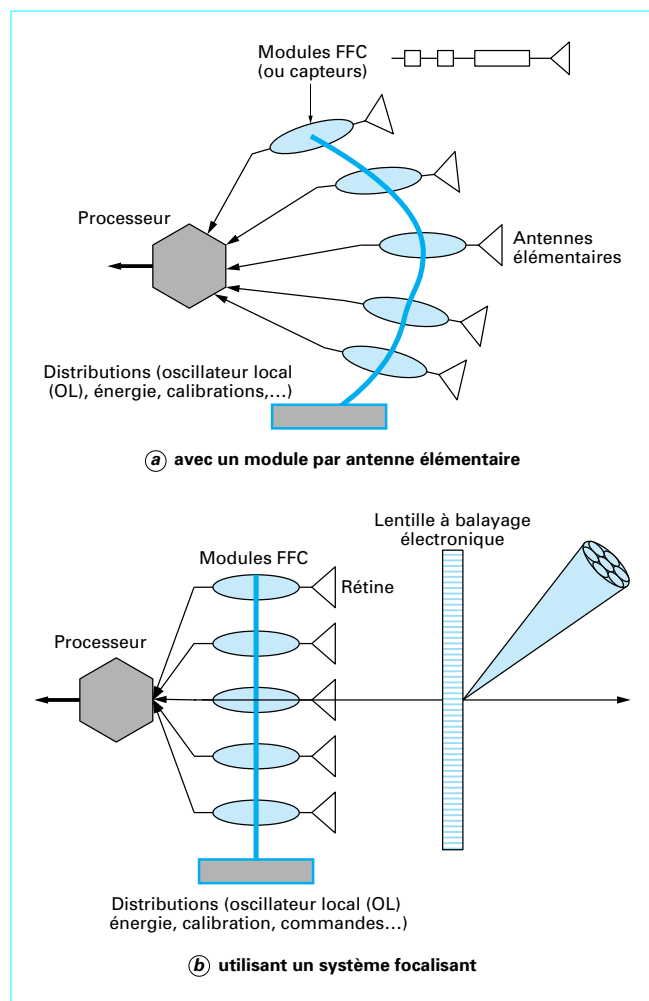 Modules FFC
(ou capteurs)
Processeur
Antennes
élémentaires
Distributions (oscillateur local
(OL), énergie, calibrations,...)
a avec un module par antenne élémentaire
Lentille à balayage
électronique
Modules FFC
Rétine
Processeur
Distributions (oscillateur local (OL)
énergie, calibration, commandes...)
b utilisant un système focalisant